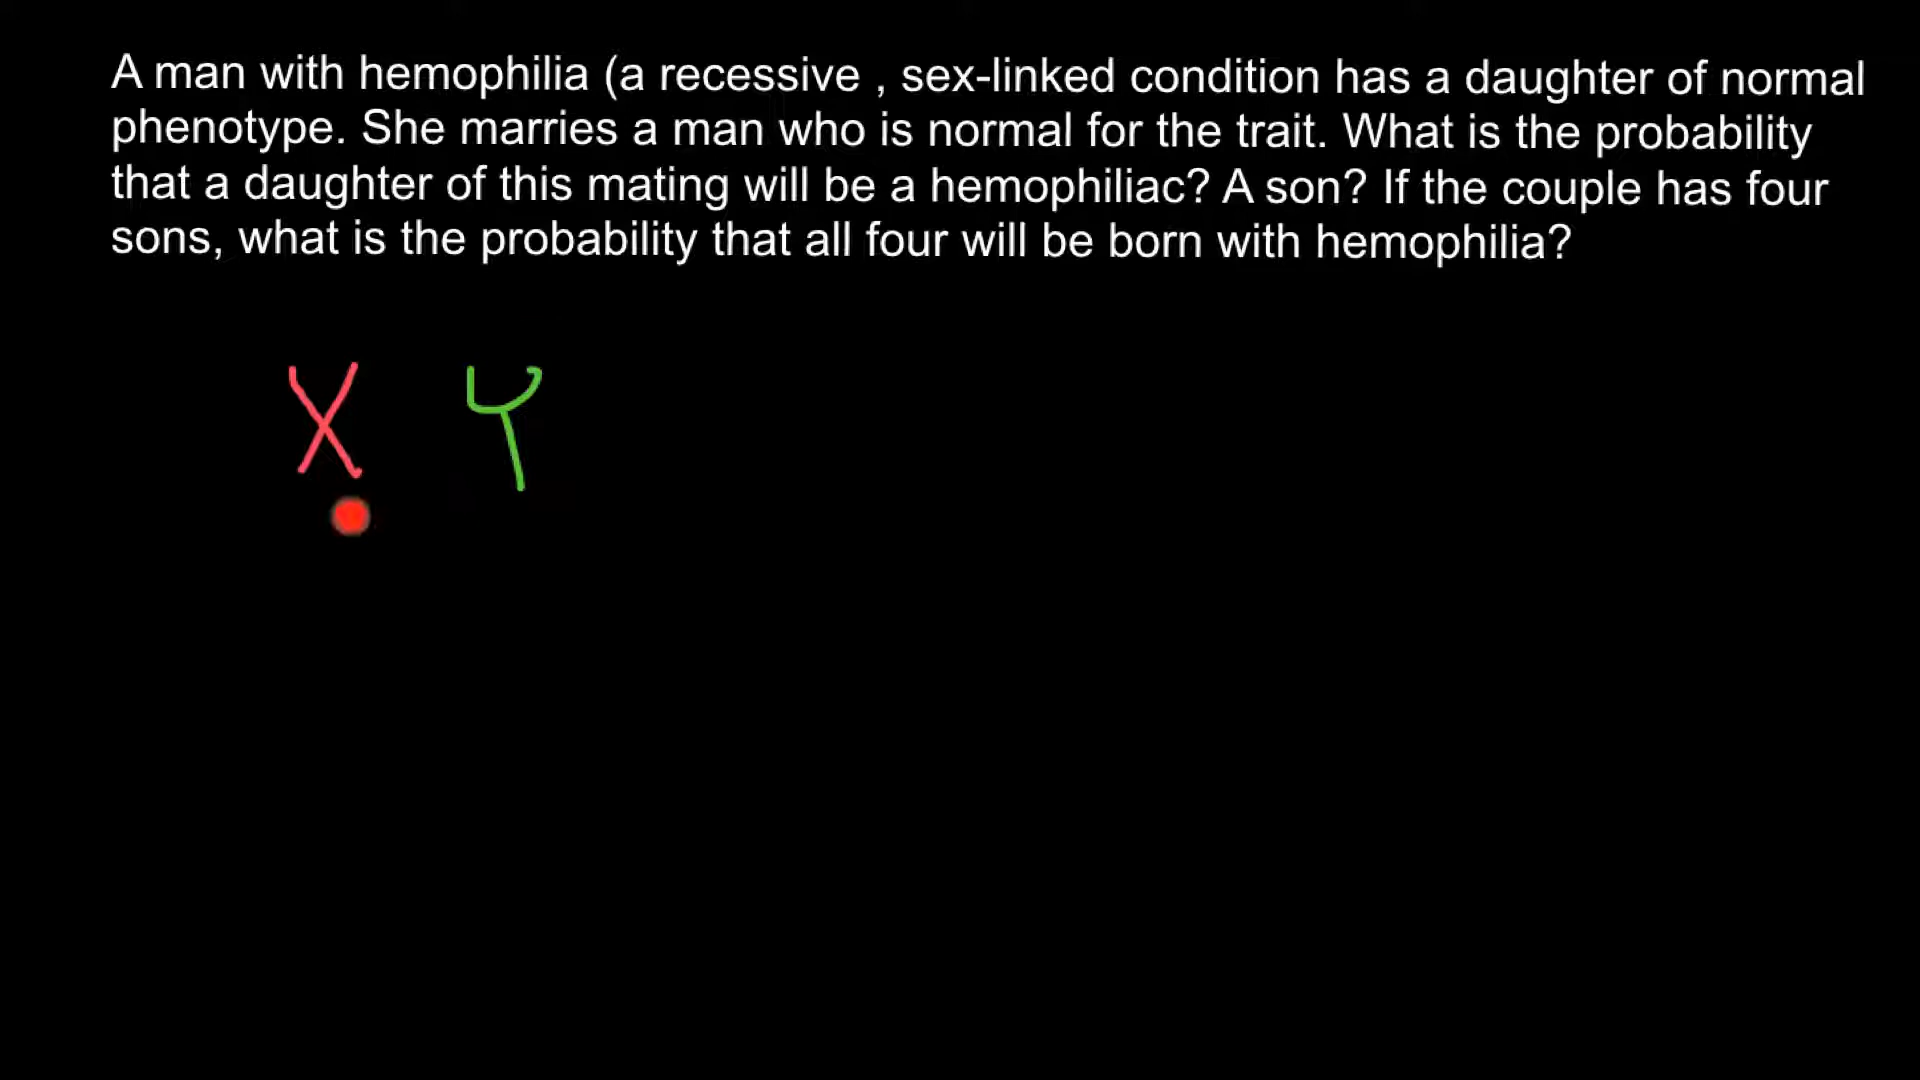 A man with hemophilia (a recessive , sex-linked condition has a daughter of normal
phenotype. She marries a man who is normal for the trait. What is the probability
that a daughter of this mating will be a hemophiliac? A son? If the couple has four
sons, what is the probability that all four will be born with hemophilia?
X Y